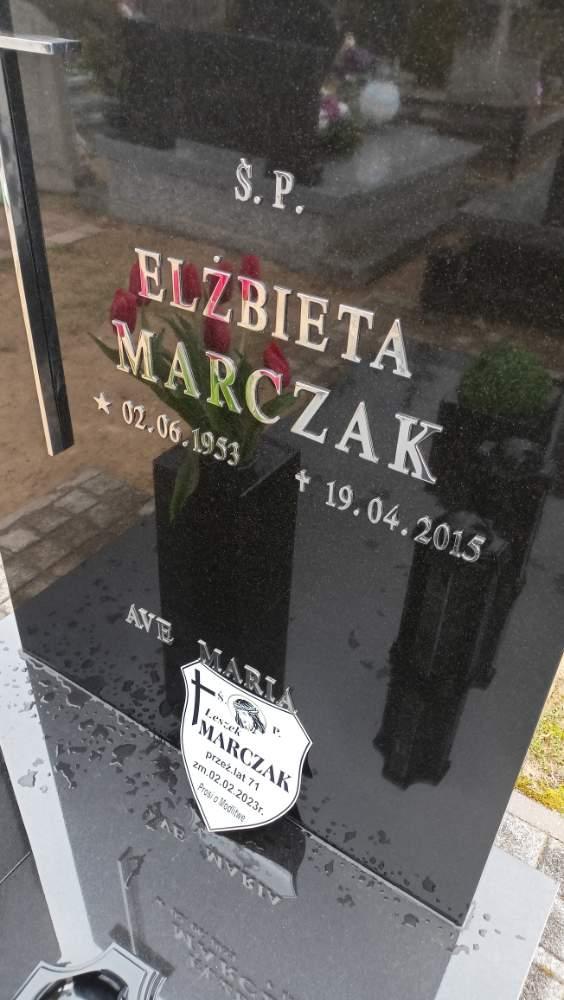 Ś.P.
ELŻBIETA
MARCZAK
★ 02.06.1953
✝ 19.04.2015
AVE MARIA
Ś. P.
Leszek
MARCZAK
przeż.lat 71
zm.02.02.2023r.
Prosi o Modlitwę